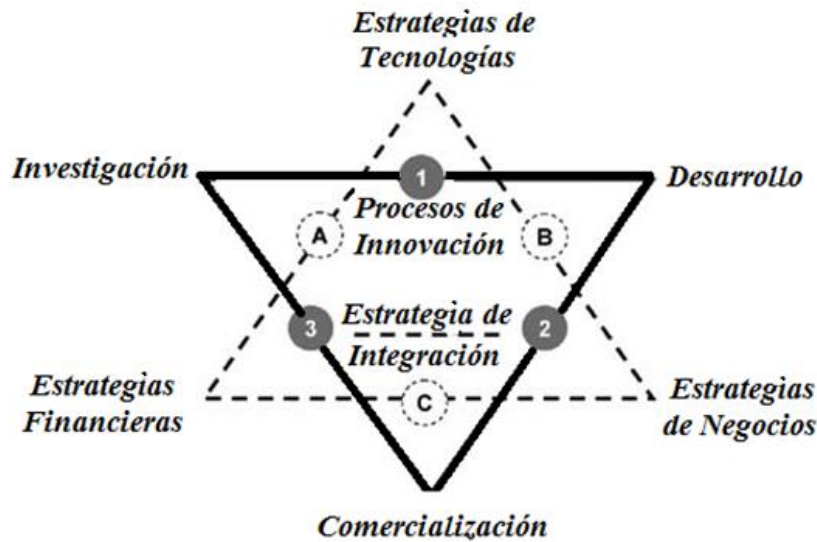 Estrategias de
Tecnologías
Investigación
1
Desarrollo
Procesos de
Innovación
A
B
3
Estrategia de
Integración
2
Estrategias
Financieras
C
Estrategias
de Negocios
Comercialización